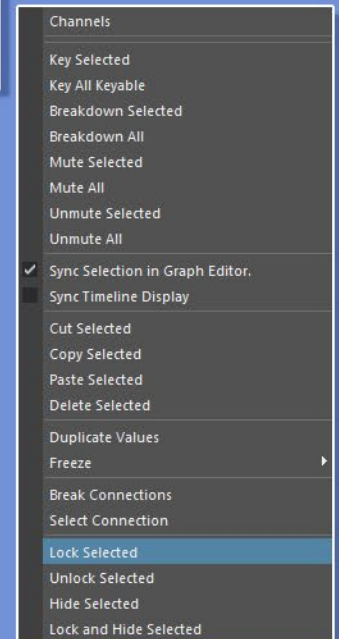 Channels
Key Selected
Key All Keyable
Breakdown Selected
Breakdown All
Mute Selected
Mute All
Unmute Selected
Unmute All
Sync Selection in Graph Editor.
Sync Timeline Display
Cut Selected
Copy Selected
Paste Selected
Delete Selected
Duplicate Values
Freeze
Break Connections
Select Connection
Lock Selected
Unlock Selected
Hide Selected
Lock and Hide Selected